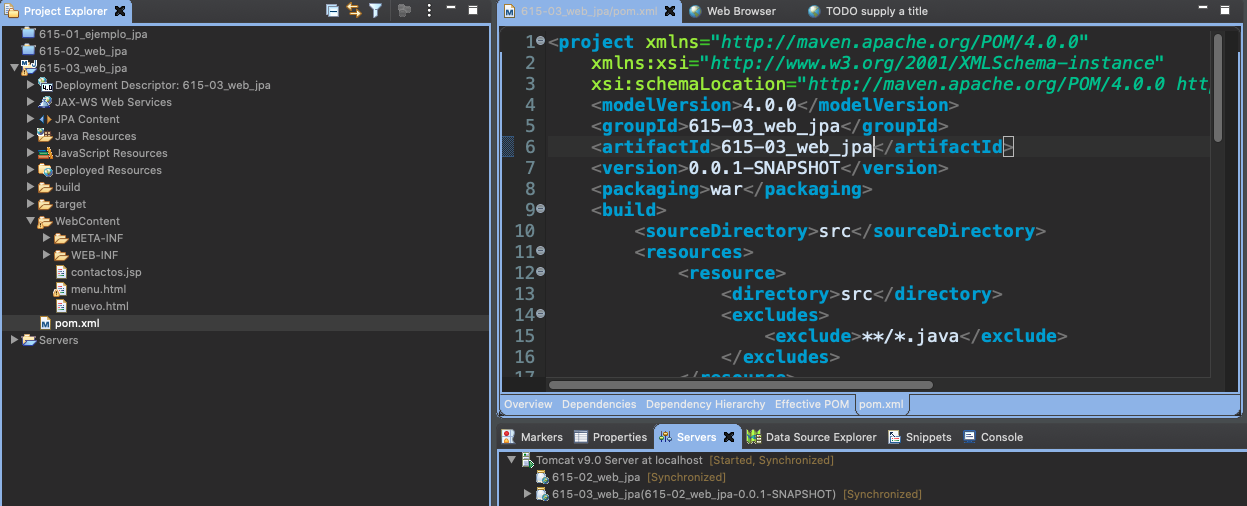 Project Explorer
615-01_ejemplo_jpa
615-02_web_jpa
615-03_web_jpa
Deployment Descriptor: 615-03_web_jpa
JAX-WS Web Services
JPA Content
Java Resources
JavaScript Resources
Deployed Resources
build
target
WebContent
META-INF
WEB-INF
contactos.jsp
menu.html
nuevo.html
pom.xml
Servers
615-03_web_jpa/pom.xml Web Browser TODO supply a title
1 <project xmlns="http://maven.apache.org/POM/4.0.0"
2 xmlns:xsi="http://www.w3.org/2001/XMLSchema-instance"
3 xsi:schemaLocation="http://maven.apache.org/POM/4.0.0 htt
4 <modelVersion>4.0.0</modelVersion>
5 <groupId>615-03_web_jpa</groupId>
6 <artifactId>615-03_web_jpa</artifactId>
7 <version>0.0.1-SNAPSHOT</version>
8 <packaging>war</packaging>
9 <build>
10 <sourceDirectory>src</sourceDirectory>
11 <resources>
12 <resource>
13 <directory>src</directory>
14 <excludes>
15 <exclude>**/*.java</exclude>
16 </excludes>
17 </resource>
Overview Dependencies Dependency Hierarchy Effective POM pom.xml
Markers Properties Servers Data Source Explorer Snippets Console
Tomcat v9.0 Server at localhost [Started, Synchronized]
615-02_web_jpa [Synchronized]
615-03_web_jpa(615-02_web_jpa-0.0.1-SNAPSHOT) [Synchronized]